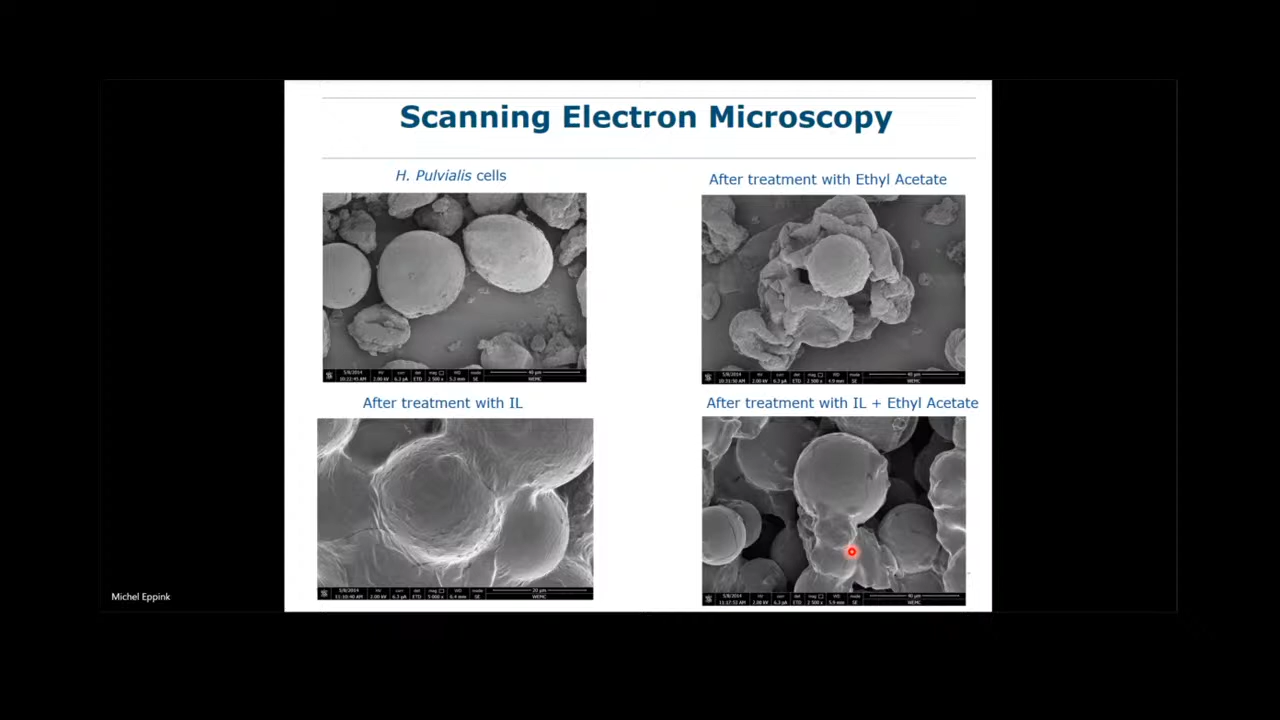 Scanning Electron Microscopy
H. Pulvialis cells
After treatment with Ethyl Acetate
After treatment with IL
After treatment with IL + Ethyl Acetate
Michel Eppink